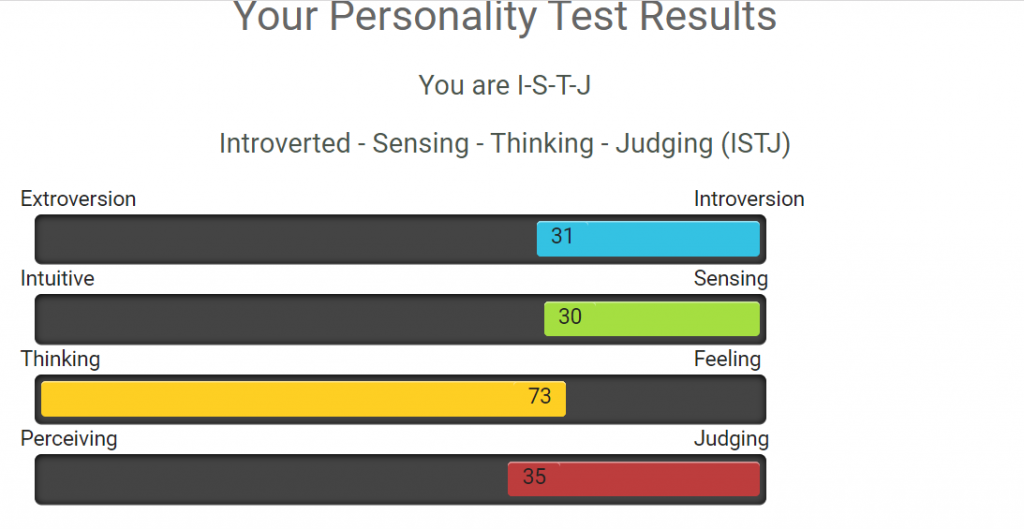 Your Personality Test Results
You are I-S-T-J
Introverted - Sensing - Thinking - Judging (ISTJ)
Extroversion Introversion
31
Intuitive Sensing
30
Thinking Feeling
73
Perceiving Judging
35